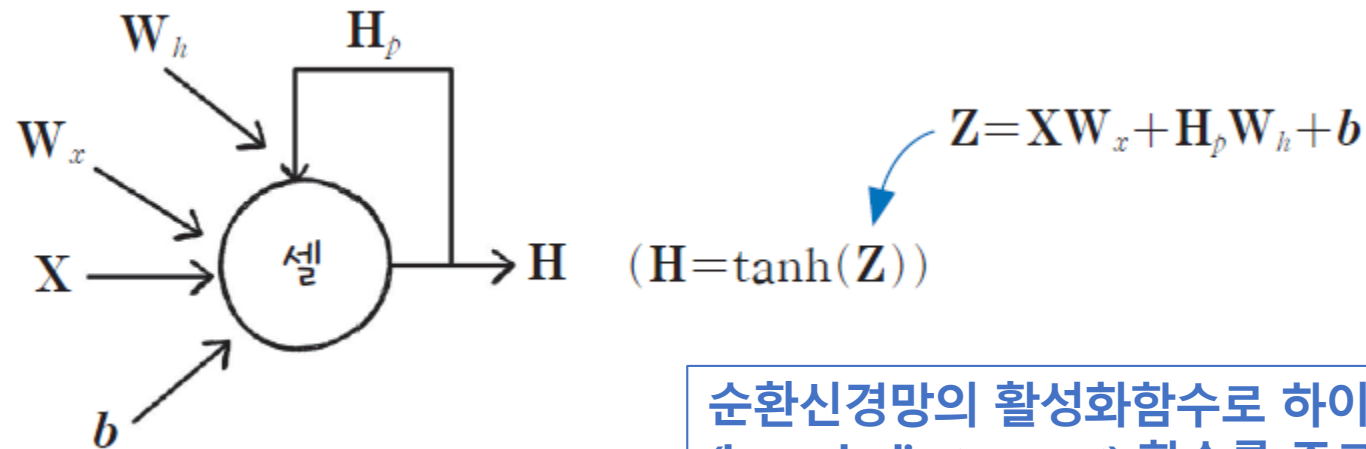 W_h
H_p
W_x
Z=XW_x+H_pW_h+b
X
셀
H (H=tanh(Z))
b
순환신경망의 활성화함수로 하이